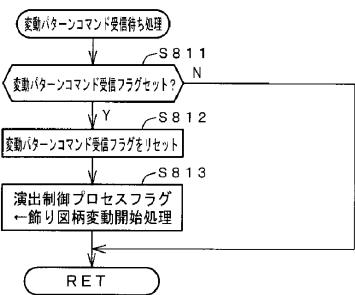 変動パターンコマンド受信待ち処理
S811
変動パターンコマンド受信フラグセット?
N
Y
S812
変動パターンコマンド受信フラグをリセット
S813
演出制御プロセスフラグ
←飾り図柄変動開始処理
RET